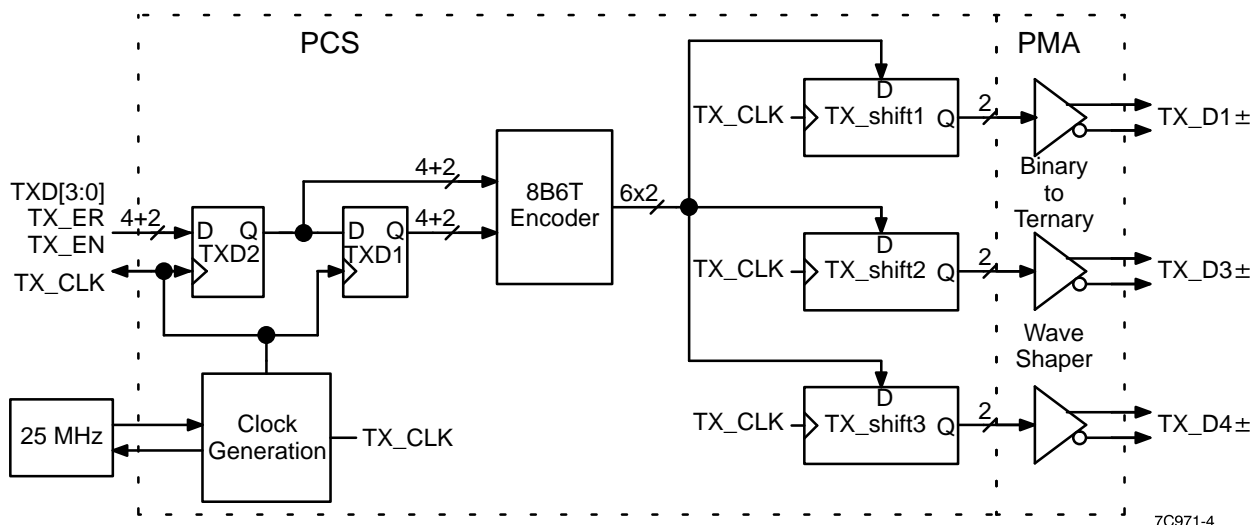 PCS
PMA
D
TX_CLK
TX_shift1
Q
2
TX_D1±
Binary
to
Ternary
TXD[3:0]
TX_ER
TX_EN
TX_CLK
4+2
D Q
TXD2
4+2
D Q
TXD1
4+2
8B6T
Encoder
6x2
D
TX_CLK
TX_shift2
Q
2
TX_D3±
Wave
Shaper
25 MHz
Clock
Generation
TX_CLK
D
TX_CLK
TX_shift3
Q
2
TX_D4±
7C971-4